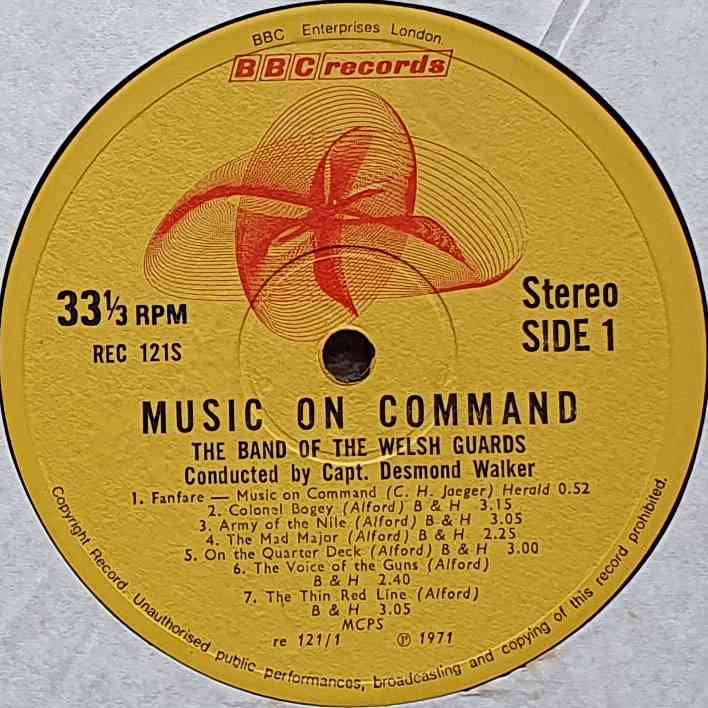 BBC Enterprises London.
BBC records
33⅓ RPM
REC 121S
Stereo
SIDE 1
MUSIC ON COMMAND
THE BAND OF THE WELSH GUARDS
Conducted by Capt. Desmond Walker
1. Fanfare — Music on Command (C. H. Jaeger) Herald 0.52
2. Colonel Bogey (Alford) B & H 3.15
3. Army of the Nile (Alford) B & H 3.05
4. The Mad Major (Alford) B & H 2.25
5. On the Quarter Deck (Alford) B & H 3.00
6. The Voice of the Guns (Alford)
B & H 2.40
7. The Thin Red Line (Alford)
B & H 3.05
MCPS
re 121/1 ℗ 1971
Copyright Record. Unauthorised public performances, broadcasting and copying of this record prohibited.